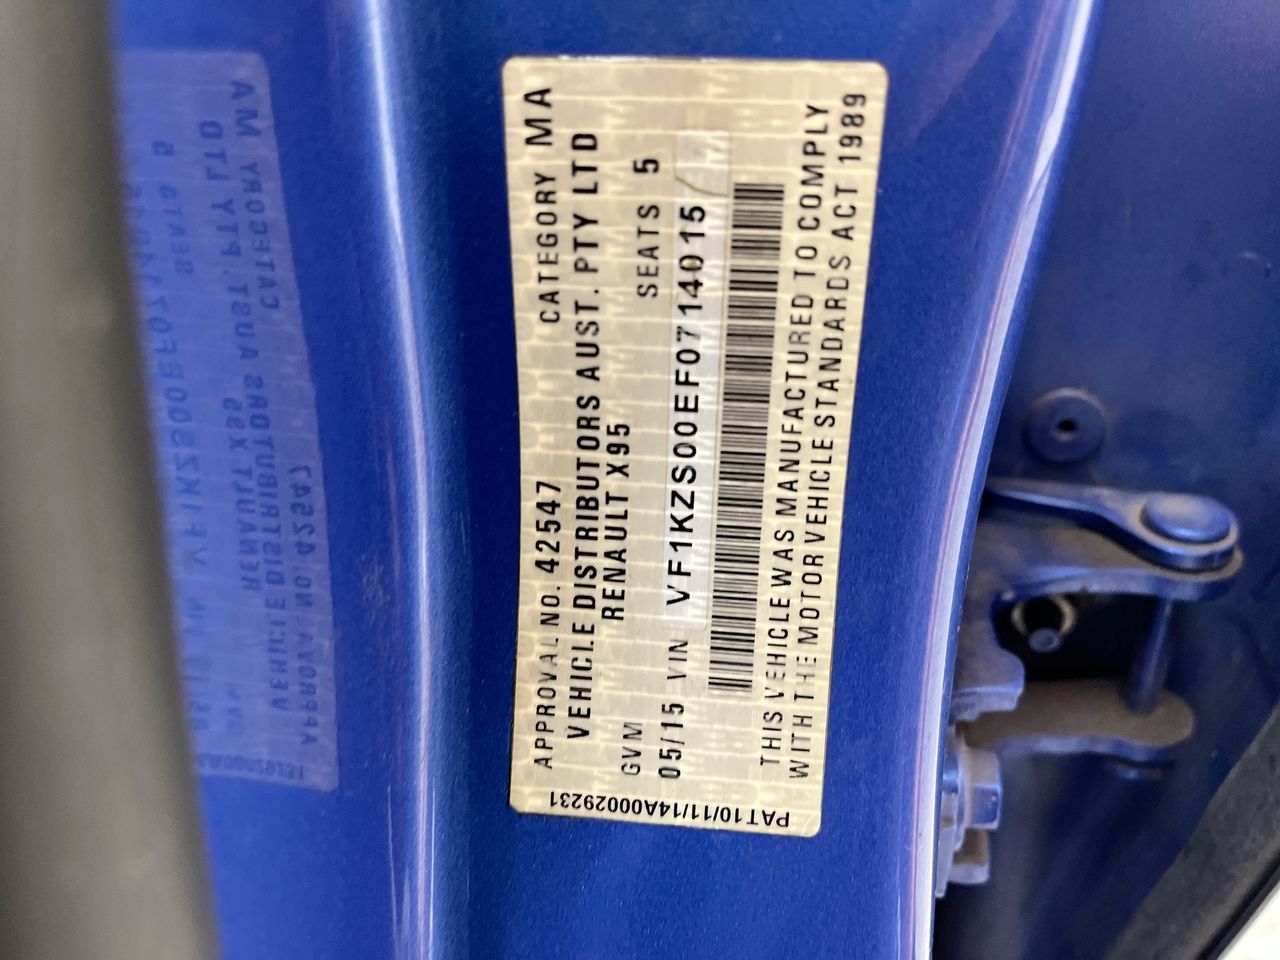 APPROVAL NO. 42547 CATEGORY MA
VEHICLE DISTRIBUTORS AUST. PTY LTD
RENAULT X95
GVM SEATS 5
05/15 VIN VF1KZS00EF0714015
THIS VEHICLE WAS MANUFACTURED TO COMPLY
WITH THE MOTOR VEHICLE STANDARDS ACT 1989
PAT10/11/14A00029231